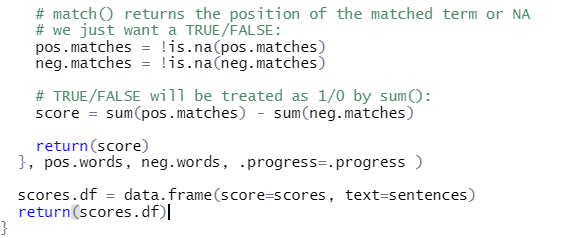 # match() returns the position of the matched term or NA
# we just want a TRUE/FALSE:
pos.matches = !is.na(pos.matches)
neg.matches = !is.na(neg.matches)
# TRUE/FALSE will be treated as 1/0 by sum():
score = sum(pos.matches) - sum(neg.matches)
return(score)
}, pos.words, neg.words, .progress=.progress )
scores.df = data.frame(score=scores, text=sentences)
return(scores.df)
}